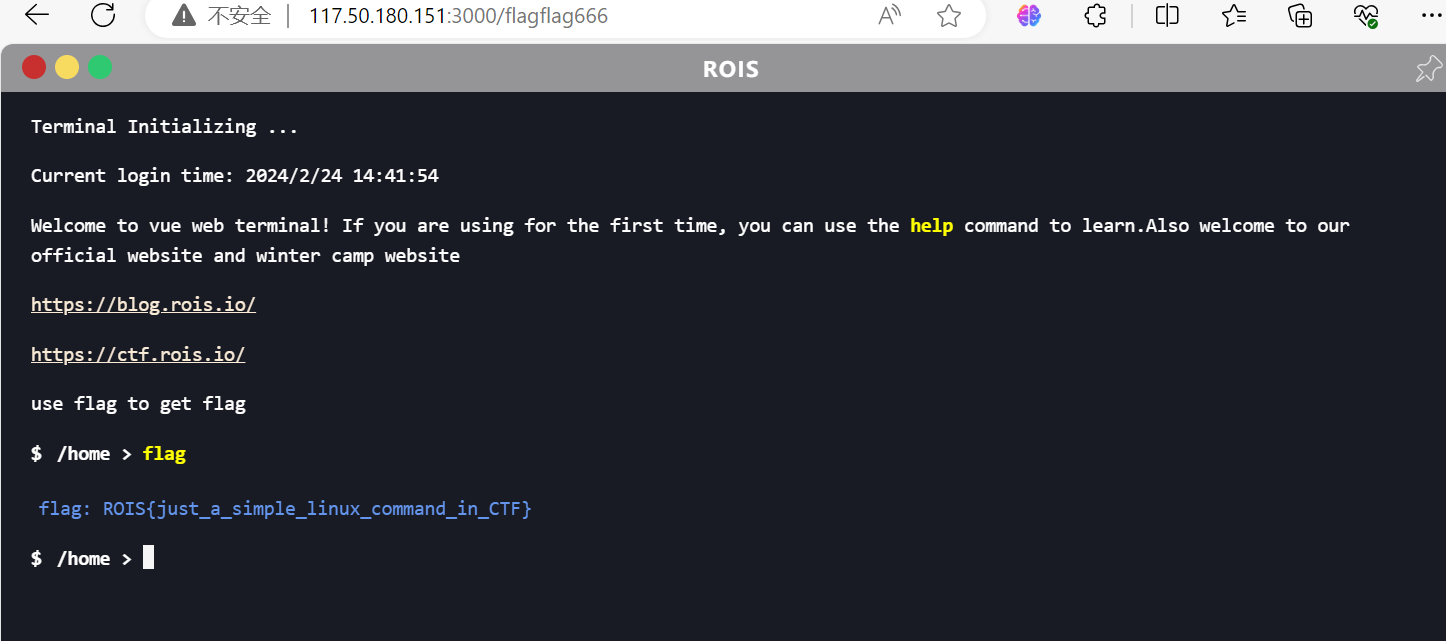 不安全 | 117.50.180.151:3000/flagflag666
ROIS
Terminal Initializing ...
Current login time: 2024/2/24 14:41:54
Welcome to vue web terminal! If you are using for the first time, you can use the help command to learn.Also welcome to our
official website and winter camp website
https://blog.rois.io/
https://ctf.rois.io/
use flag to get flag
$ /home > flag
flag: ROIS{just_a_simple_linux_command_in_CTF}
$ /home >